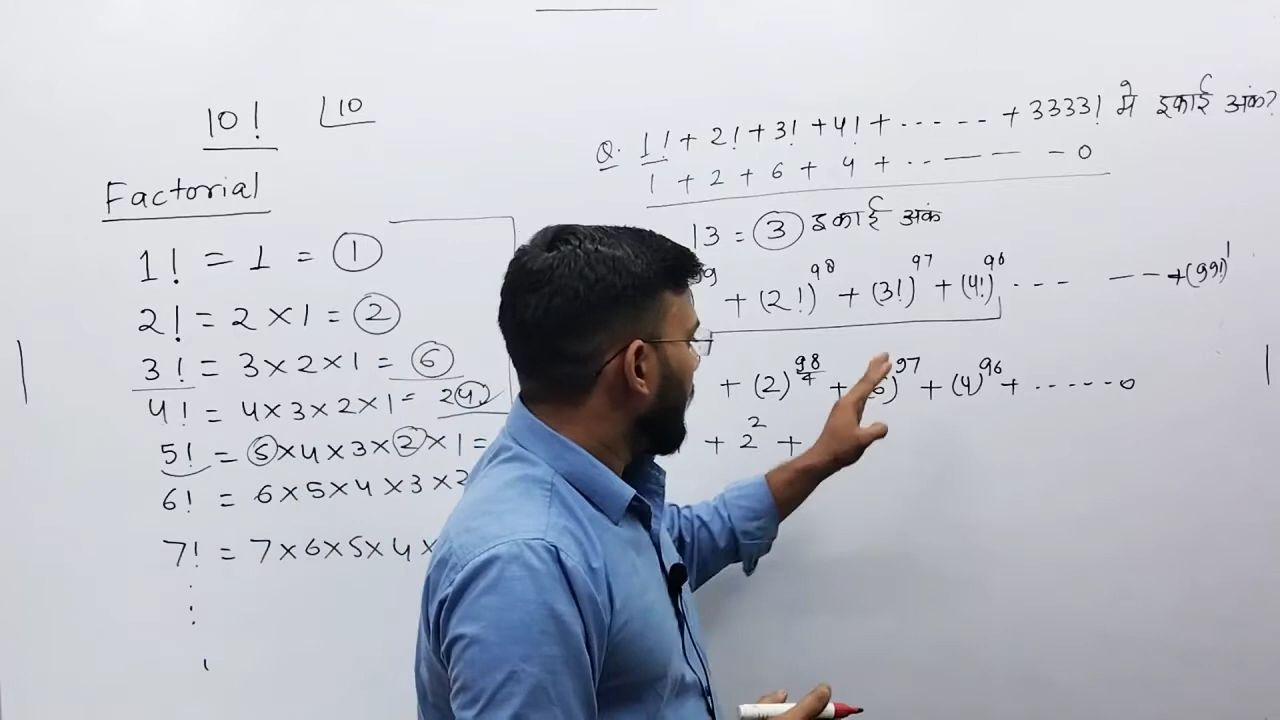 10! |10
Factorial
1! = 1 = 1
2! = 2 × 1 = 2
3! = 3 × 2 × 1 = 6
4! = 4 × 3 × 2 × 1 = 24
5! = 5 × 4 × 3 × 2 × 1 =
6! = 6 × 5 × 4 × 3 × 2
7! = 7 × 6 × 5 × 4 ×
Q. 1! + 2! + 3! + 4! + ------ + 3333! मे इकाई अंक?
1 + 2 + 6 + 4 + ------ 0
13 = 3 इकाई अंक
+ (2!)^98 + (3!)^97 + (4!)^96 ------ + (99!)^1
+ (2)^98/4 + 6)^97 + (4)^96 + ------ 0
+ 2^2 +